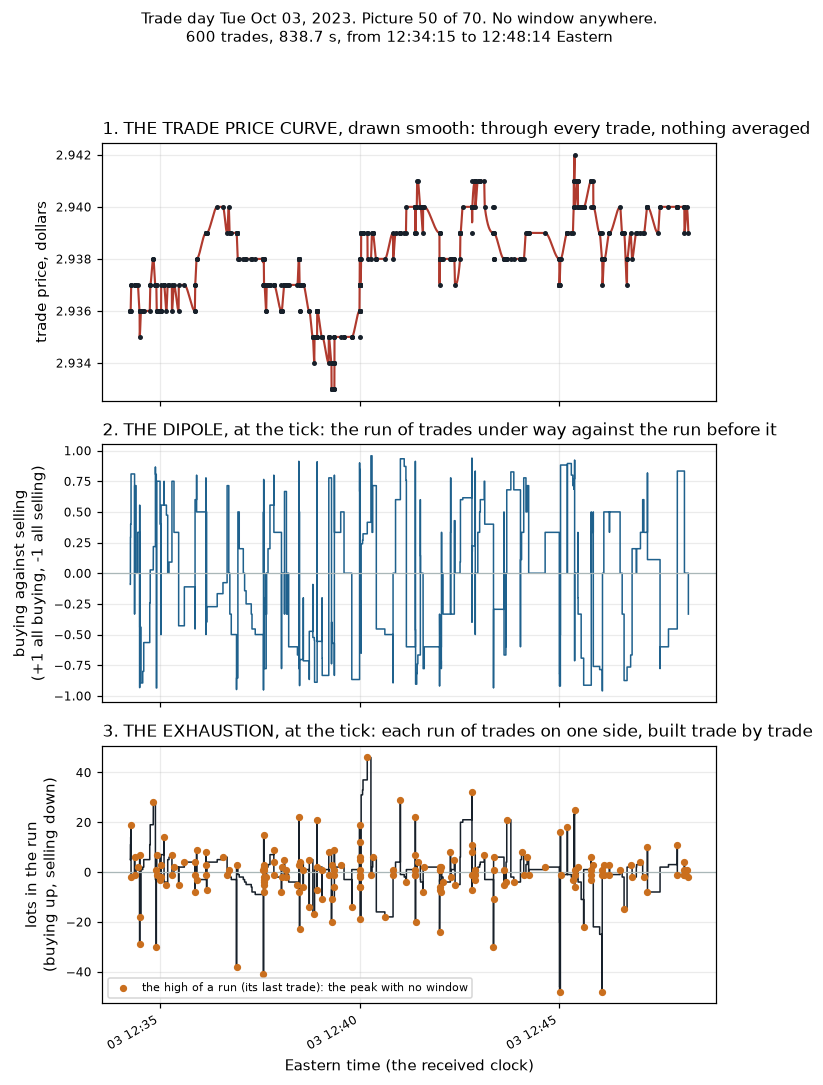 Trade day Tue Oct 03, 2023. Picture 50 of 70. No window anywhere.
600 trades, 838.7 s, from 12:34:15 to 12:48:14 Eastern
1. THE TRADE PRICE CURVE, drawn smooth: through every trade, nothing averaged
trade price, dollars
2.942
2.940
2.938
2.936
2.934
2. THE DIPOLE, at the tick: the run of trades under way against the run before it
buying against selling
(+1 all buying, -1 all selling)
1.00
0.75
0.50
0.25
0.00
−0.25
−0.50
−0.75
−1.00
3. THE EXHAUSTION, at the tick: each run of trades on one side, built trade by trade
lots in the run
(buying up, selling down)
40
20
0
−20
−40
the high of a run (its last trade): the peak with no window
03 12:35
03 12:40
03 12:45
Eastern time (the received clock)